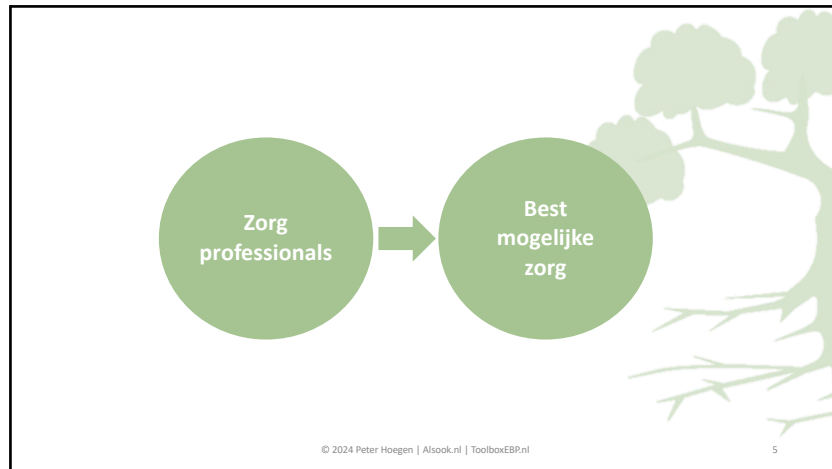 Zorg
professionals
Best
mogelijke
zorg
© 2024 Peter Hoegen | Alsook.nl | ToolboxEBP.nl
5